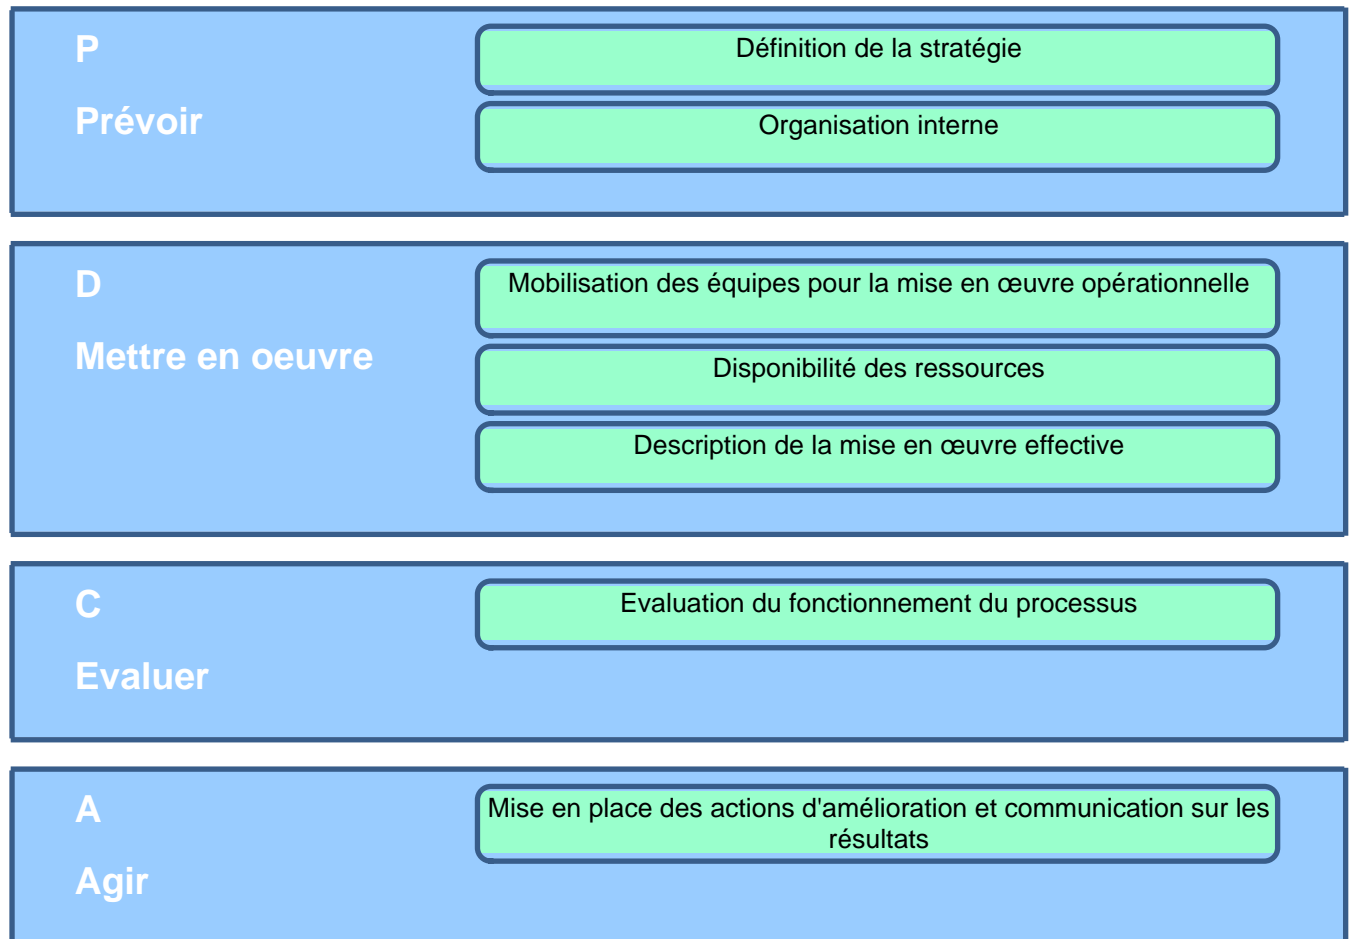 P
Prévoir
Définition de la stratégie
Organisation interne
D
Mettre en oeuvre
Mobilisation des équipes pour la mise en œuvre opérationnelle
Disponibilité des ressources
Description de la mise en œuvre effective
C
Evaluer
Evaluation du fonctionnement du processus
A
Agir
Mise en place des actions d'amélioration et communication sur les
résultats